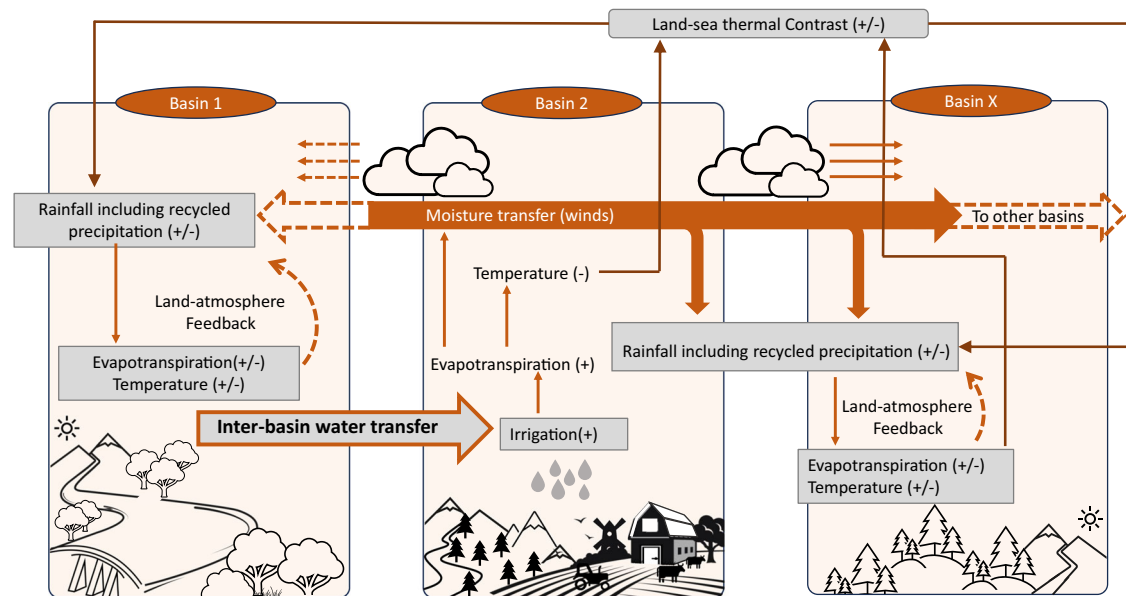 Land-sea thermal Contrast (+/-)
Basin 1
Basin 2
Basin X
Rainfall including recycled
precipitation (+/-)
Moisture transfer (winds)
To other basins
Temperature (-)
Land-atmosphere
Feedback
Evapotranspiration(+/-)
Temperature (+/-)
Evapotranspiration (+)
Rainfall including recycled precipitation (+/-)
Inter-basin water transfer
Irrigation(+)
Land-atmosphere
Feedback
Evapotranspiration (+/-)
Temperature (+/-)